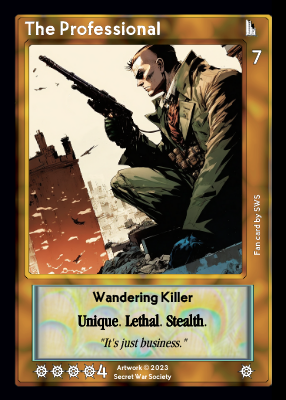 The Professional
7
Fan card by SWS
Wandering Killer
Unique. Lethal. Stealth.
"It's just business."
4
Artwork © 2023
Secret War Society